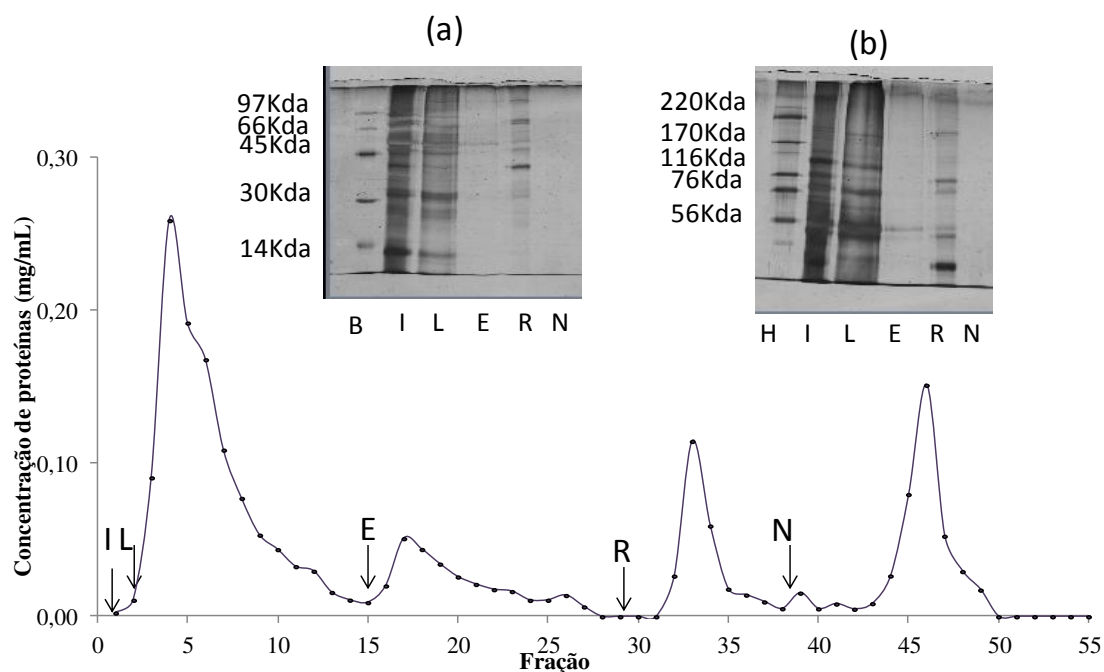 (a)
97Kda
66Kda
45Kda
30Kda
14Kda
B I L E R N
(b)
220Kda
170Kda
116Kda
76Kda
56Kda
H I L E R N
Concentração de proteínas (mg/mL)
0,30
0,20
0,10
0,00
I L
E
R
N
0 5 10 15 20 25 30 35 40 45 50 55
Fração